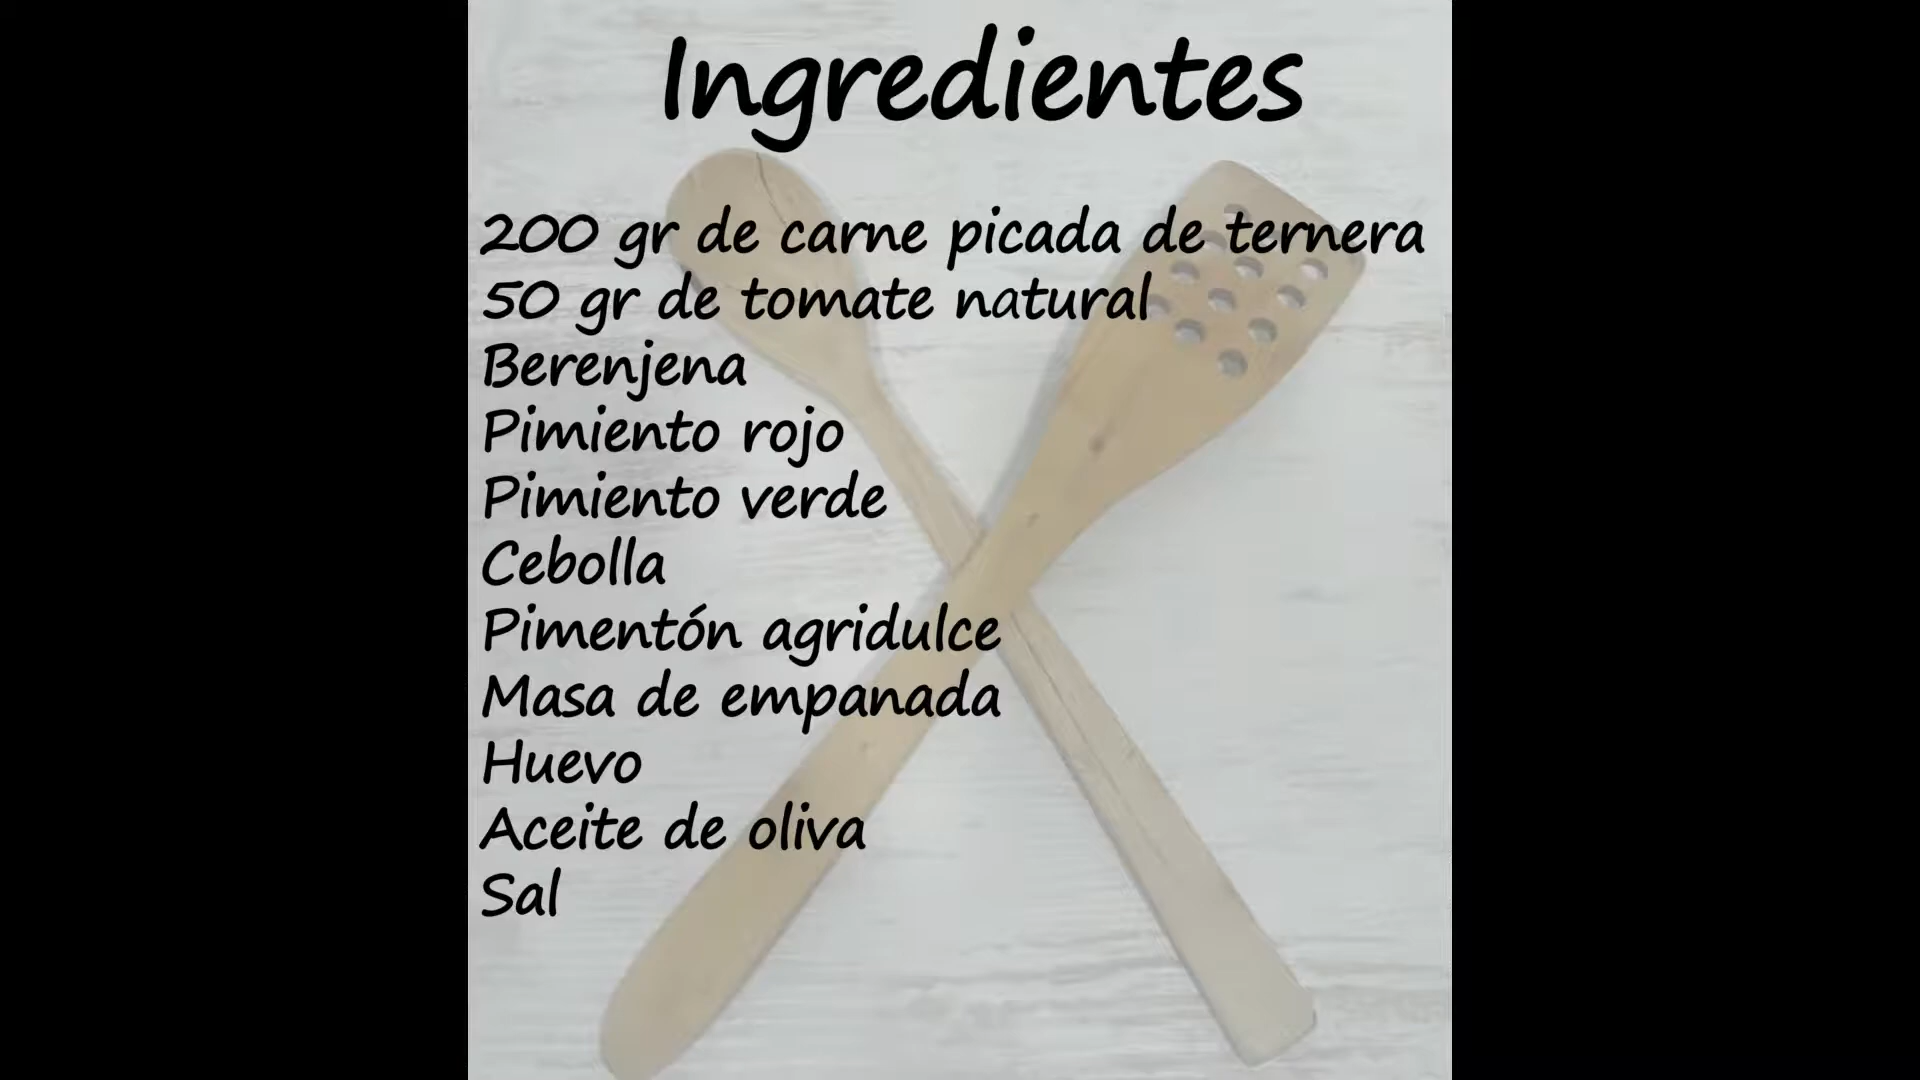 Ingredientes
200 gr de carne picada de ternera
50 gr de tomate natural
Berenjena
Pimiento rojo
Pimiento verde
Cebolla
Pimentón agridulce
Masa de empanada
Huevo
Aceite de oliva
Sal